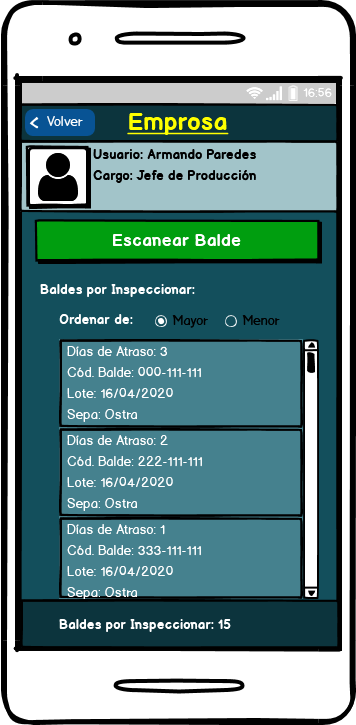 16:56
Volver
Emprosa
Usuario: Armando Paredes
Cargo: Jefe de Producción
Escanear Balde
Baldes por Inspeccionar:
Ordenar de: Mayor Menor
Días de Atraso: 3
Cód. Balde: 000-111-111
Lote: 16/04/2020
Sepa: Ostra
Días de Atraso: 2
Cód. Balde: 222-111-111
Lote: 16/04/2020
Sepa: Ostra
Días de Atraso: 1
Cód. Balde: 333-111-111
Lote: 16/04/2020
Sepa: Ostra
Baldes por Inspeccionar: 15